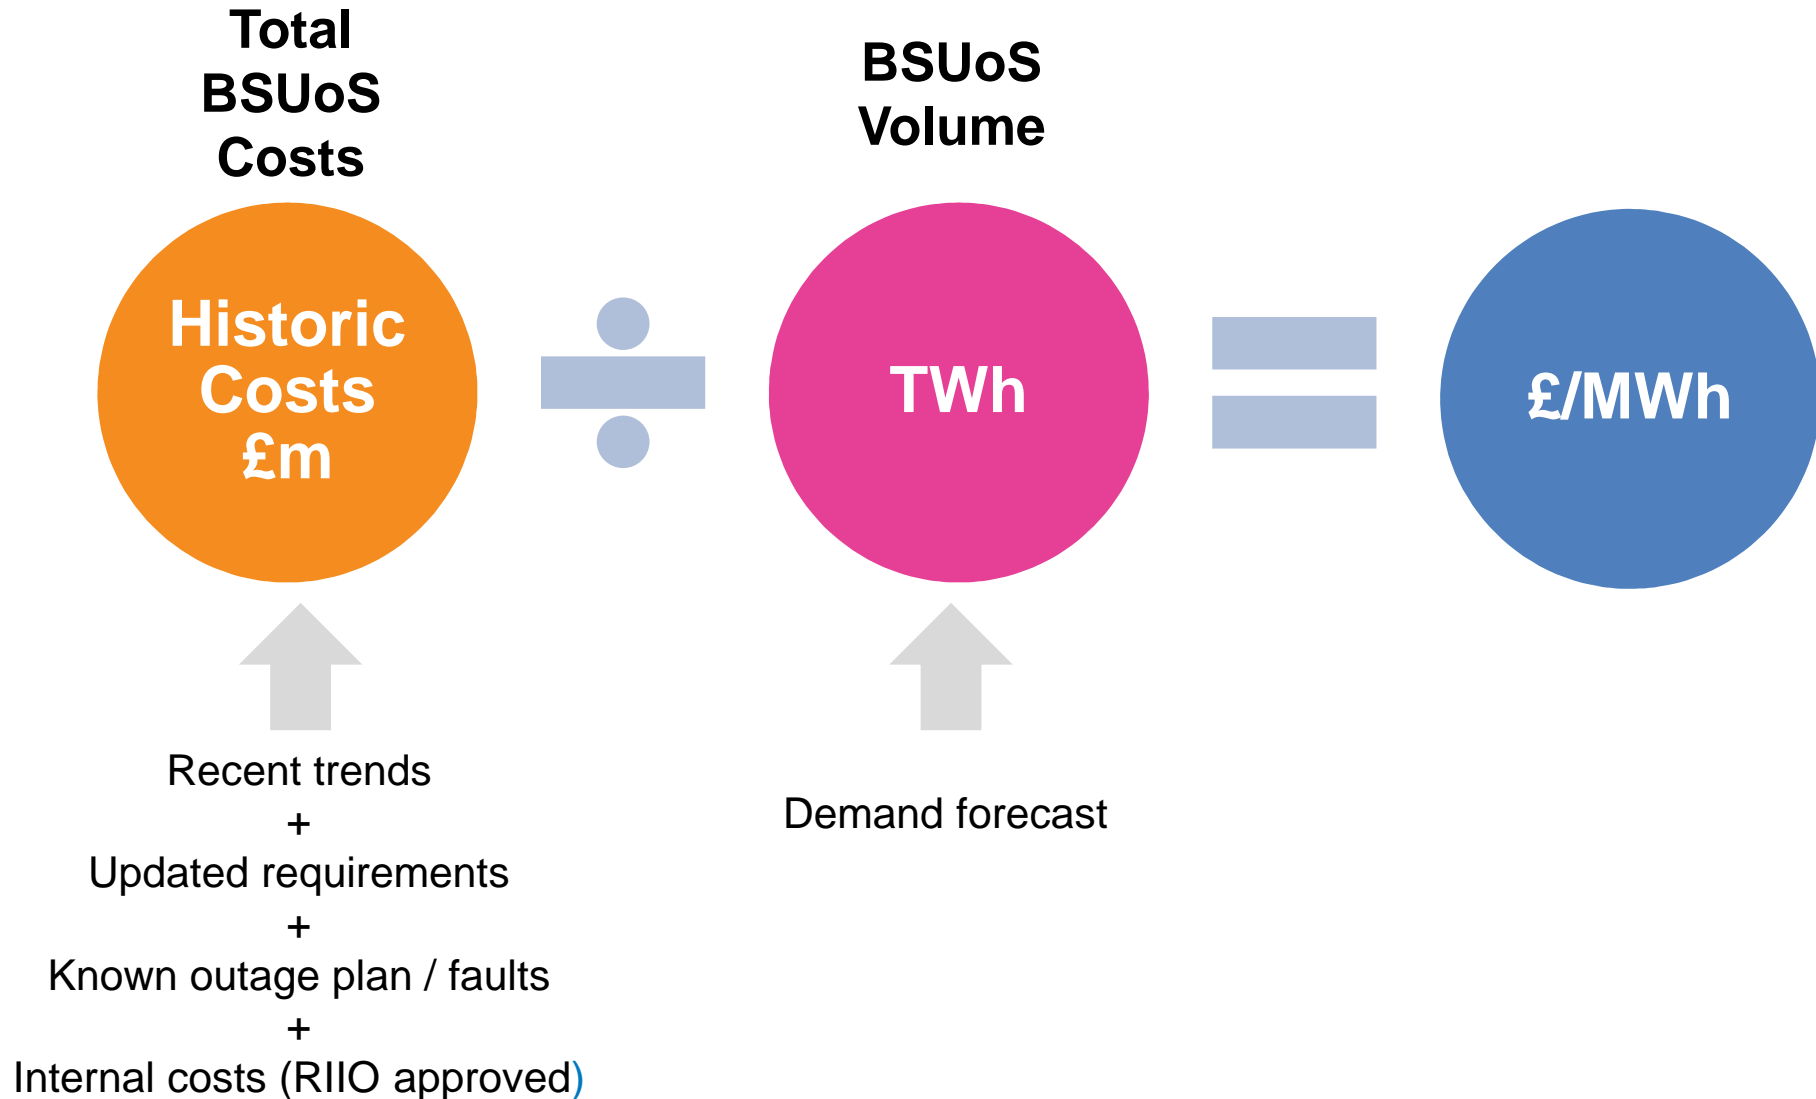 Total
BSUoS
Costs
BSUoS
Volume
Historic
Costs
£m
TWh
£/MWh
Recent trends
+
Updated requirements
+
Known outage plan / faults
+
Internal costs (RIIO approved)
Demand forecast